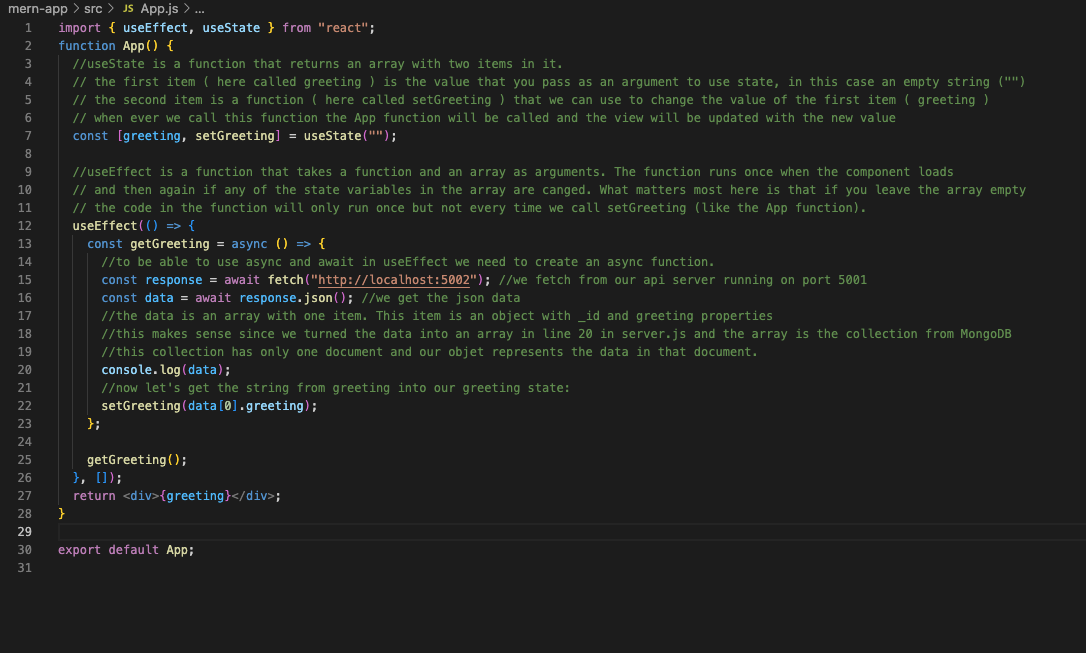 mern-app > src > JS App.js > ...
1 import { useEffect, useState } from "react";
2 function App() {
3 //useState is a function that returns an array with two items in it.
4 // the first item ( here called greeting ) is the value that you pass as an argument to use state, in this case an empty string ("")
5 // the second item is a function ( here called setGreeting ) that we can use to change the value of the first item ( greeting )
6 // when ever we call this function the App function will be called and the view will be updated with the new value
7 const [greeting, setGreeting] = useState("");
8
9 //useEffect is a function that takes a function and an array as arguments. The function runs once when the component loads
10 // and then again if any of the state variables in the array are canged. What matters most here is that if you leave the array empty
11 // the code in the function will only run once but not every time we call setGreeting (like the App function).
12 useEffect(() => {
13 const getGreeting = async () => {
14 //to be able to use async and await in useEffect we need to create an async function.
15 const response = await fetch("http://localhost:5002"); //we fetch from our api server running on port 5001
16 const data = await response.json(); //we get the json data
17 //the data is an array with one item. This item is an object with _id and greeting properties
18 //this makes sense since we turned the data into an array in line 20 in server.js and the array is the collection from MongoDB
19 //this collection has only one document and our objet represents the data in that document.
20 console.log(data);
21 //now let's get the string from greeting into our greeting state:
22 setGreeting(data[0].greeting);
23 };
24
25 getGreeting();
26 }, []);
27 return <div>{greeting}</div>;
28 }
29
30 export default App;
31